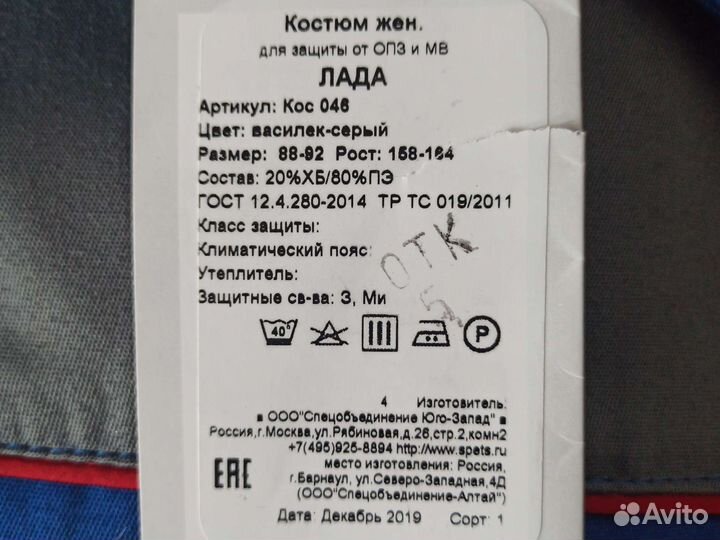 Костюм жен.
для защиты от ОПЗ и МВ
ЛАДА
Артикул: Кос 046
Цвет: василек-серый
Размер: 88-92 Рост: 158-164
Состав: 20%ХБ/80%ПЭ
ГОСТ 12.4.280-2014 ТР ТС 019/2011
Класс защиты:
Климатический пояс:
Утеплитель:
Защитные св-ва: З, Ми
ОТК
5
40° P
4 Изготовитель:
в ООО"Спецобъединение Юго-Запад" в
Россия,г.Москва,ул.Рябиновая,д.26,стр.2,комн2
+7(495)925-8894 http://www.spets.ru
место изготовления: Россия,
г.Барнаул, ул.Северо-Западная,4Д
(ООО"Спецобъединение-Алтай")
EAC
Дата: Декабрь 2019 Сорт: 1
Avito